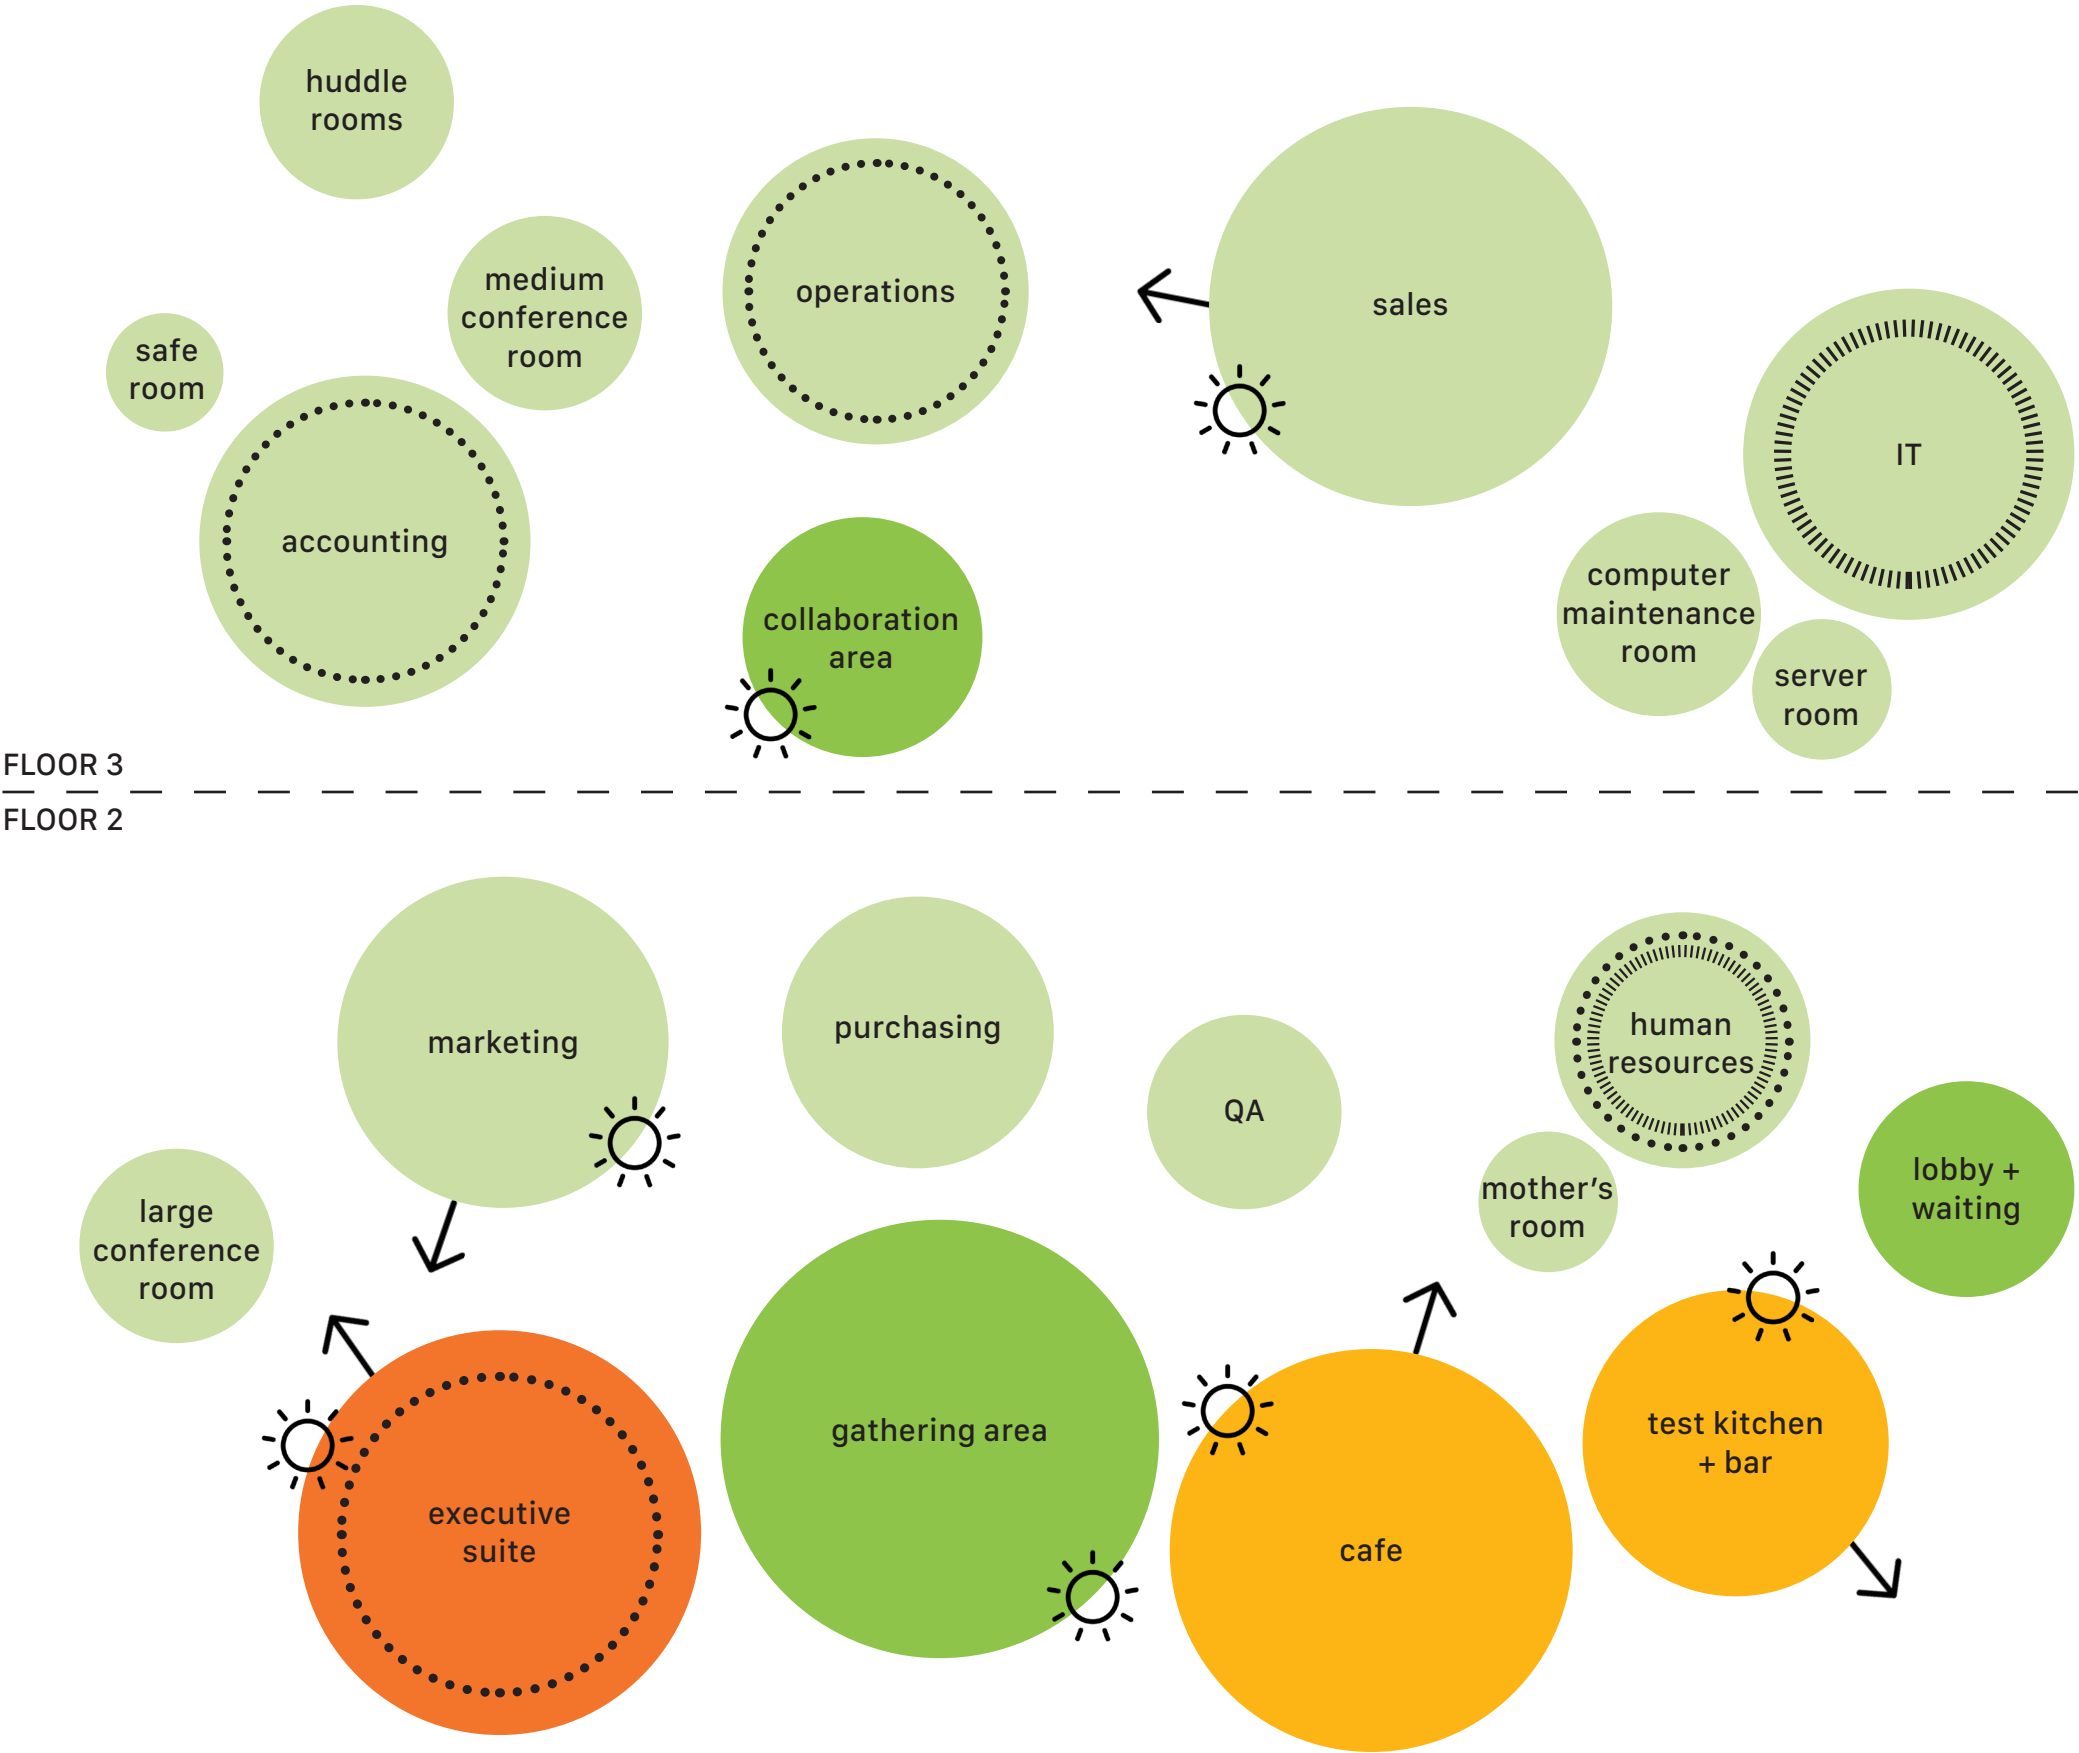 huddle
rooms
medium
conference
room
operations
sales
safe
room
IT
accounting
collaboration
area
computer
maintenance
room
server
room
FLOOR 3
FLOOR 2
marketing
purchasing
QA
human
resources
mother's
room
lobby +
waiting
large
conference
room
gathering area
test kitchen
+ bar
executive
suite
cafe